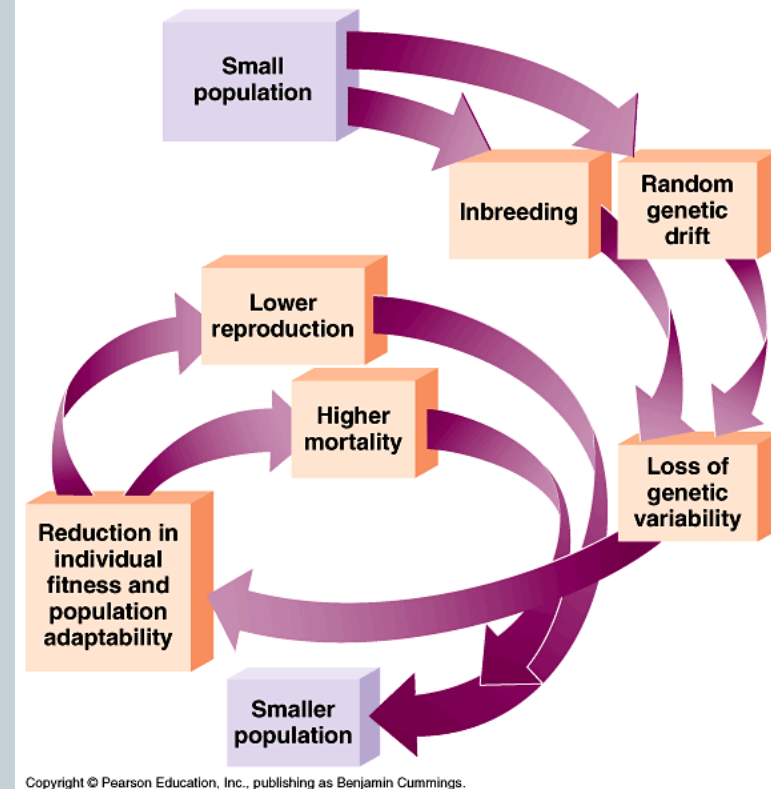 Small
population
Inbreeding
Random
genetic
drift
Lower
reproduction
Higher
mortality
Loss of
genetic
variability
Reduction in
individual
fitness and
population
adaptability
Smaller
population
Copyright © Pearson Education, Inc., publishing as Benjamin Cummings.